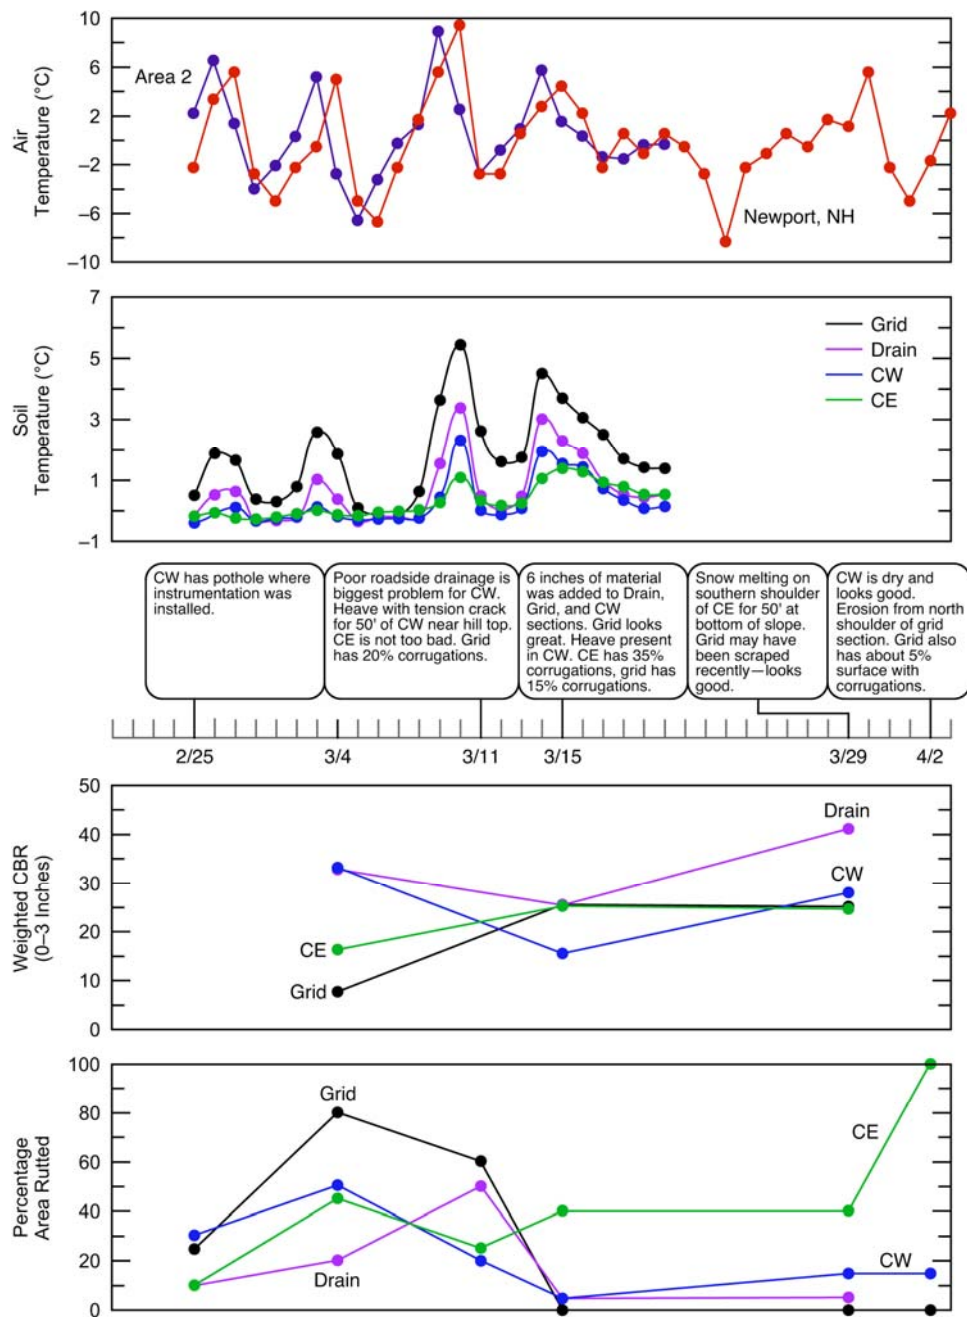 10
6
2
–2
–6
–10
Air
Temperature (°C)
Area 2
Newport, NH
7
5
3
1
–1
Soil
Temperature (°C)
Grid
Drain
CW
CE
CW has pothole where
instrumentation was
installed.
Poor roadside drainage is
biggest problem for CW.
Heave with tension crack
for 50' of CW near hill top.
CE is not too bad. Grid
has 20% corrugations.
6 inches of material
was added to Drain,
Grid, and CW
sections. Grid looks
great. Heave present
in CW. CE has 35%
corrugations, grid has
15% corrugations.
Snow melting on
southern shoulder
of CE for 50' at
bottom of slope.
Grid may have
been scraped
recently—looks
good.
CW is dry and
looks good.
Erosion from north
shoulder of grid
section. Grid also
has about 5%
surface with
corrugations.
2/25 3/4 3/11 3/15 3/29 4/2
50
40
30
20
10
0
Weighted CBR
(0–3 Inches)
Drain
CW
CE
Grid
100
80
60
40
20
0
Percentage
Area Rutted
Grid
CE
Drain
CW